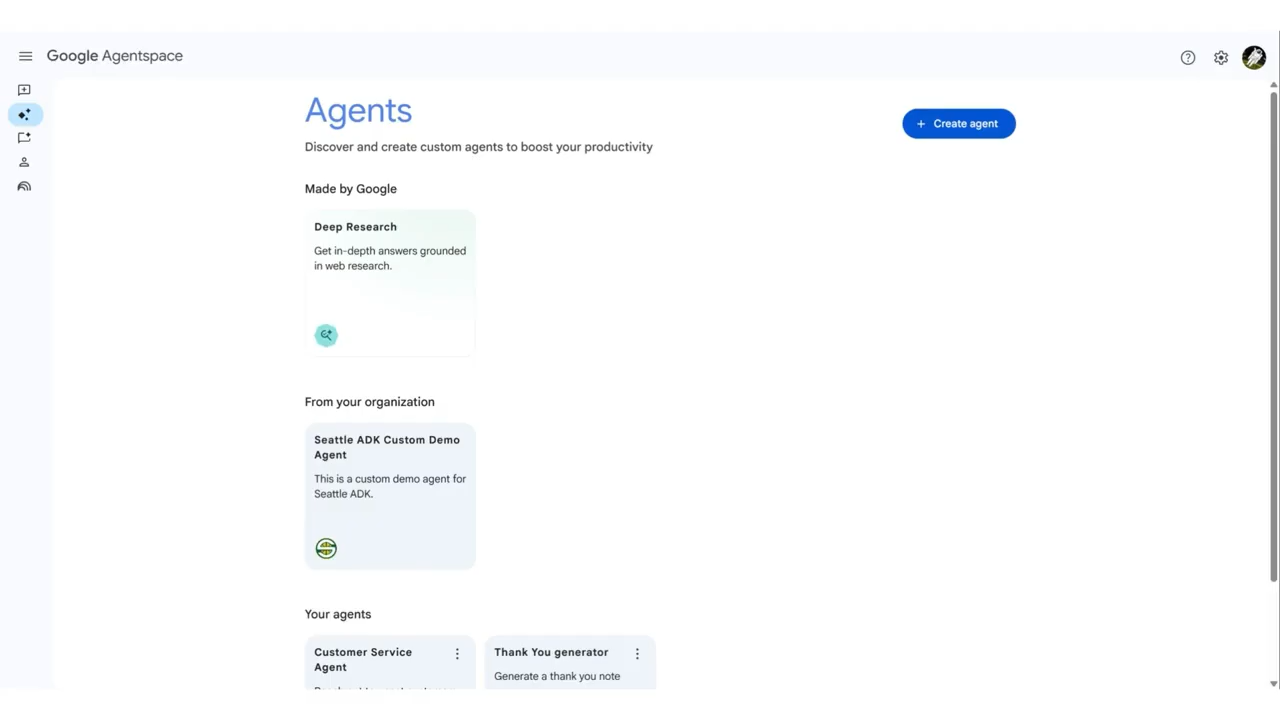 Google Agentspace
Agents
Discover and create custom agents to boost your productivity
+ Create agent
Made by Google
Deep Research
Get in-depth answers grounded
in web research.
From your organization
Seattle ADK Custom Demo
Agent
This is a custom demo agent for
Seattle ADK.
Your agents
Customer Service
Agent
Thank You generator
Generate a thank you note